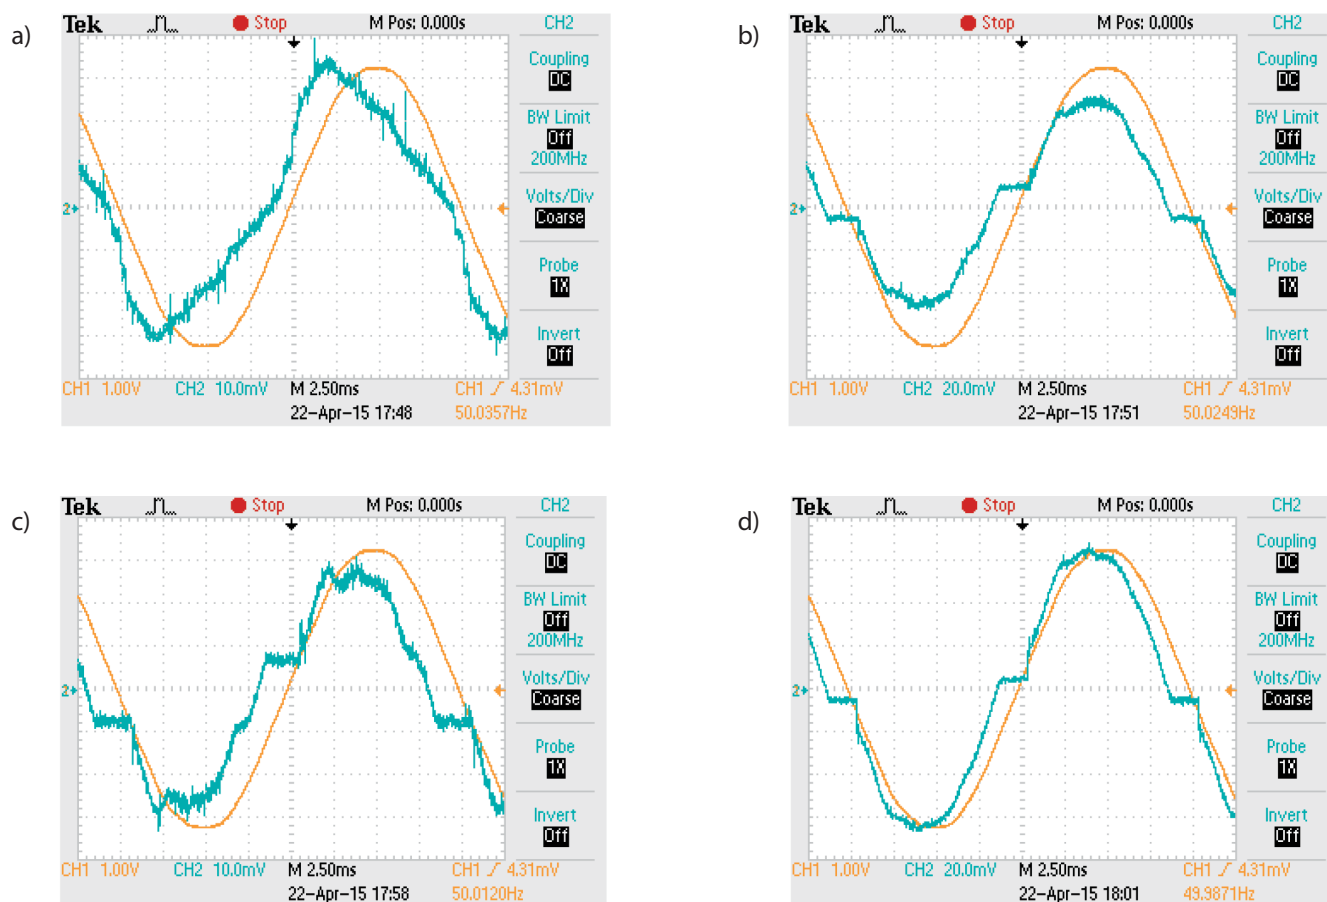 a)
Tek Stop M Pos: 0.000s CH2
Coupling
DC
BW Limit
Off
200MHz
Volts/Div
Coarse
Probe
1X
Invert
Off
2
CH1 1.00V CH2 10.0mV M 2.50ms CH1 4.31mV
22-Apr-15 17:48 50.0357Hz
b)
Tek Stop M Pos: 0.000s CH2
Coupling
DC
BW Limit
Off
200MHz
Volts/Div
Coarse
Probe
1X
Invert
Off
2
CH1 1.00V CH2 20.0mV M 2.50ms CH1 4.31mV
22-Apr-15 17:51 50.0249Hz
c)
Tek Stop M Pos: 0.000s CH2
Coupling
DC
BW Limit
Off
200MHz
Volts/Div
Coarse
Probe
1X
Invert
Off
2
CH1 1.00V CH2 10.0mV M 2.50ms CH1 4.31mV
22-Apr-15 17:58 50.0120Hz
d)
Tek Stop M Pos: 0.000s CH2
Coupling
DC
BW Limit
Off
200MHz
Volts/Div
Coarse
Probe
1X
Invert
Off
2
CH1 1.00V CH2 20.0mV M 2.50ms CH1 4.31mV
22-Apr-15 18:01 49.9871Hz